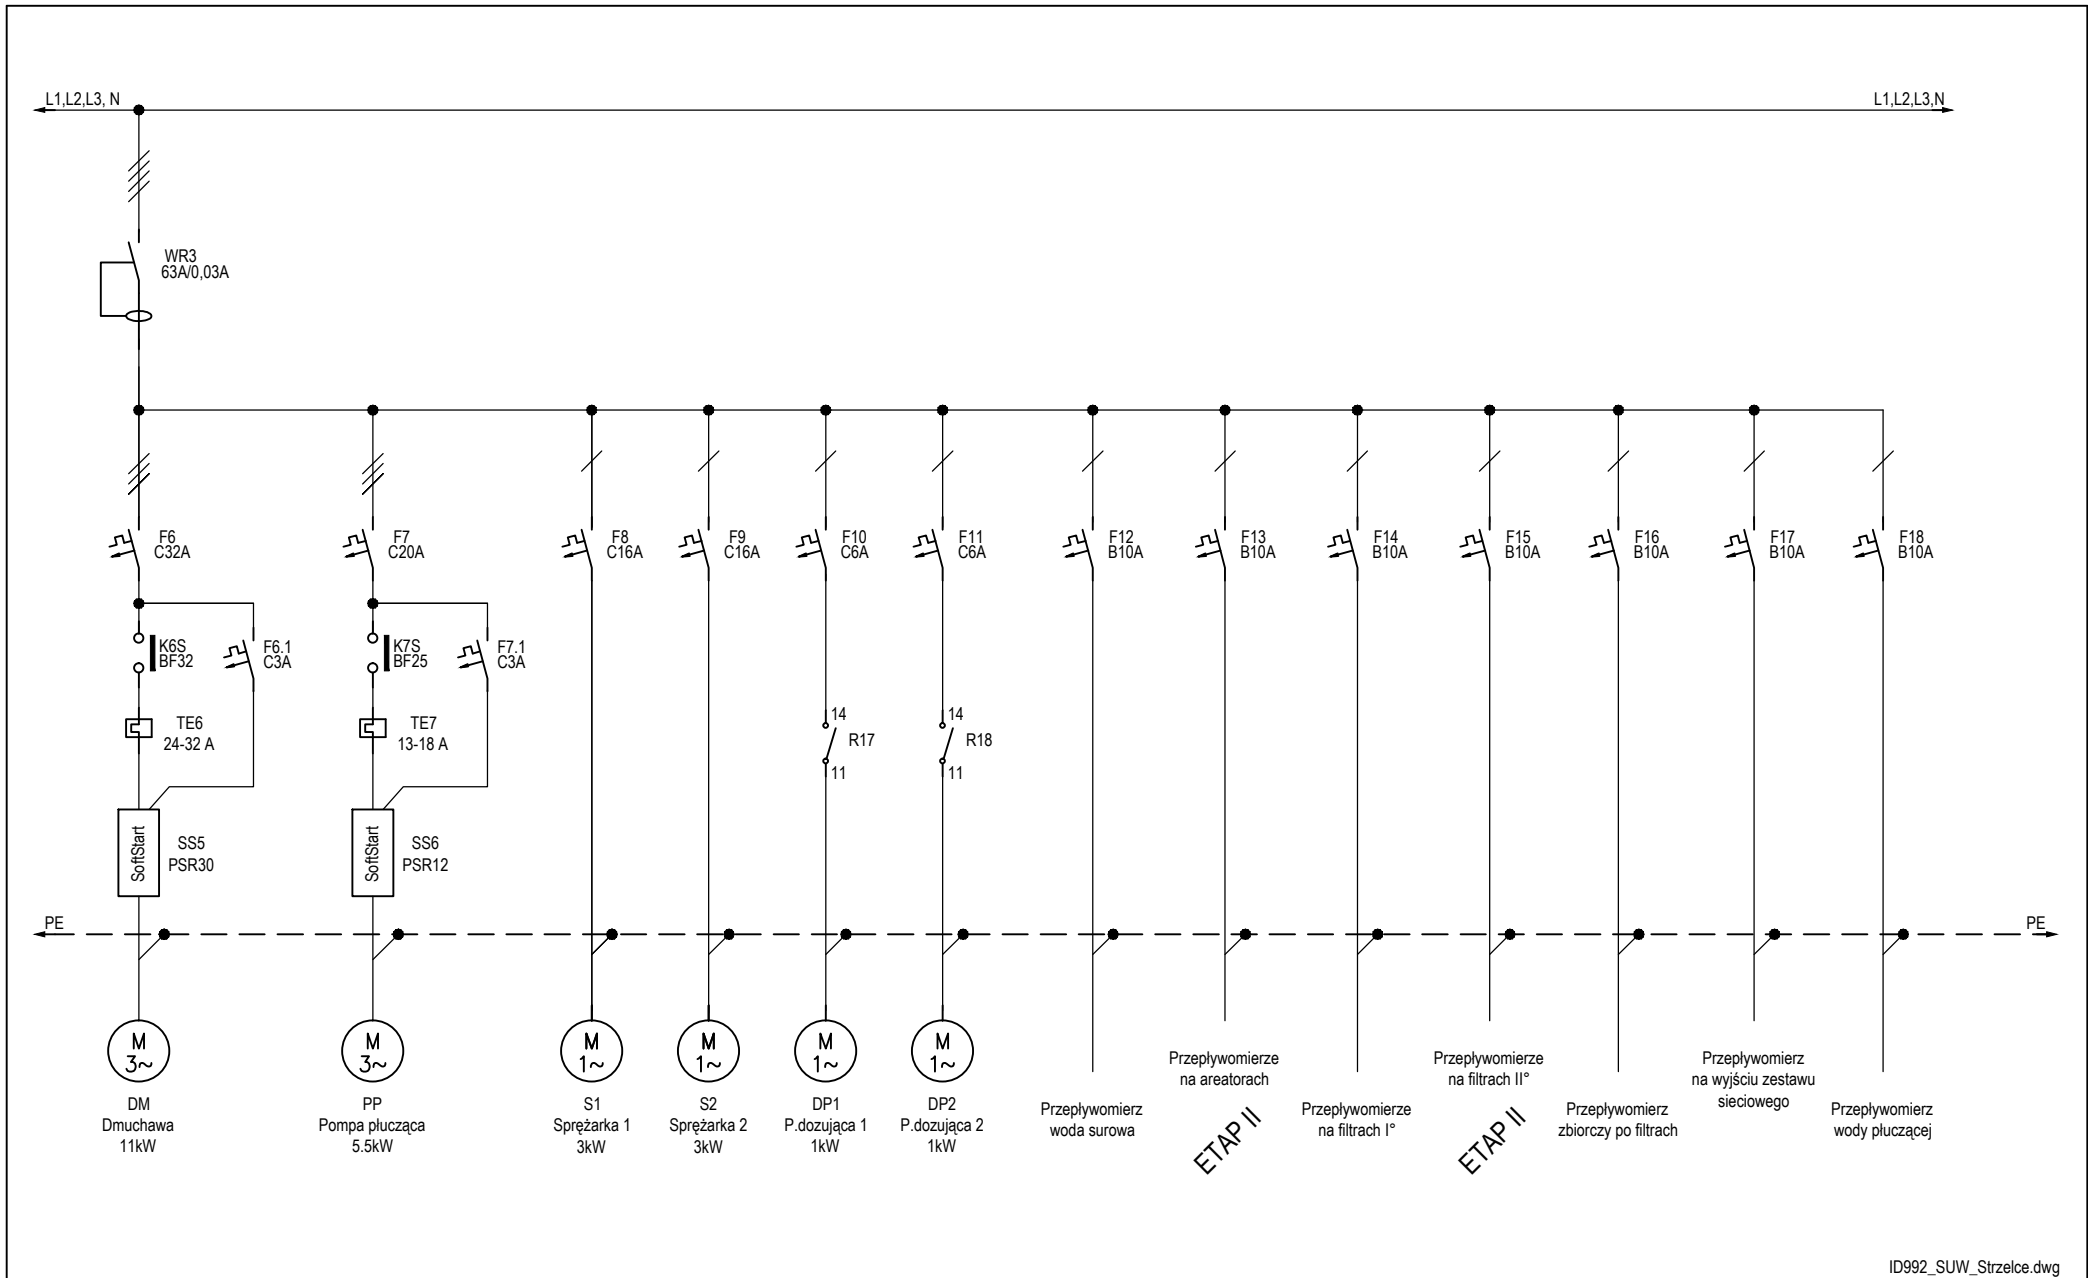 L1,L2,L3, N
L1,L2,L3,N
WR3
63A/0,03A
F6
C32A
F7
C20A
F8
C16A
F9
C16A
F10
C6A
F11
C6A
F12
B10A
F13
B10A
F14
B10A
F15
B10A
F16
B10A
F17
B10A
F18
B10A
K6S
BF32
F6.1
C3A
K7S
BF25
F7.1
C3A
TE6
24-32 A
TE7
13-18 A
14
R17
11
14
R18
11
SoftStart
SS5
PSR30
SoftStart
SS6
PSR12
PE
PE
M
3~
M
3~
M
1~
M
1~
M
1~
M
1~
DM
Dmuchawa
11kW
PP
Pompa płucząca
5.5kW
S1
Sprężarka 1
3kW
S2
Sprężarka 2
3kW
DP1
P.dozująca 1
1kW
DP2
P.dozująca 2
1kW
Przepływomierz
woda surowa
Przepływomierze
na areatorach
ETAP II
Przepływomierze
na filtrach I°
Przepływomierze
na filtrach II°
ETAP II
Przepływomierz
zbiorczy po filtrach
Przepływomierz
na wyjściu zestawu
sieciowego
Przepływomierz
wody płuczącej
ID992_SUW_Strzelce.dwg